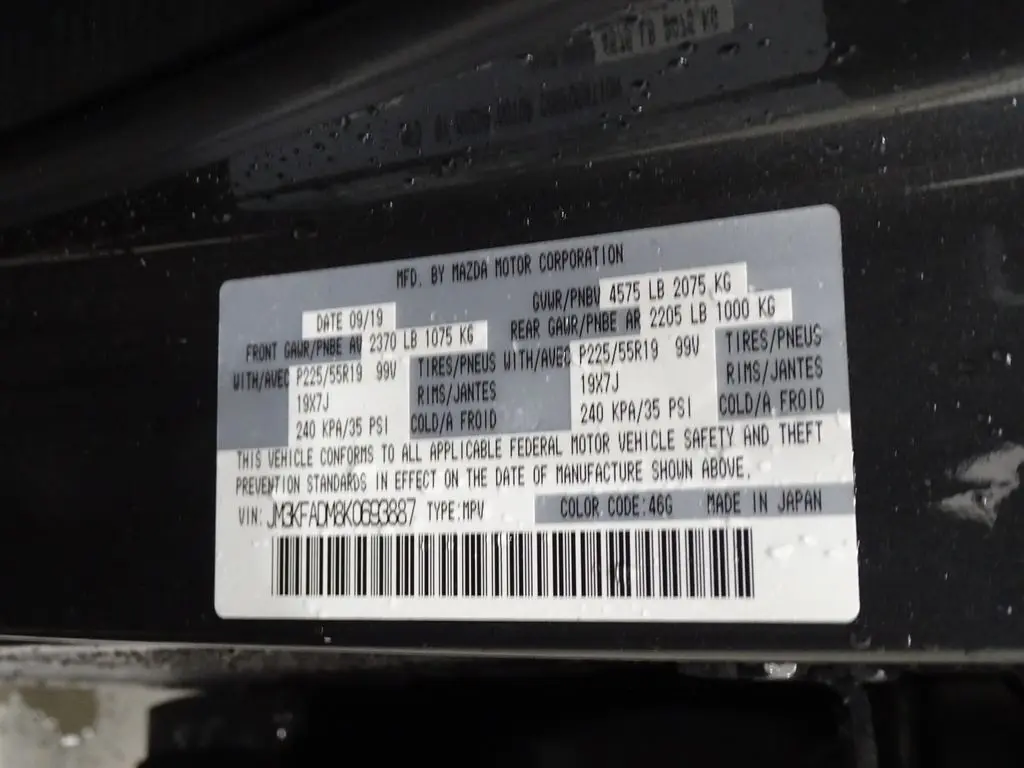 MFD. BY MAZDA MOTOR CORPORATION
DATE 09/19 GVWR/PNBV 4575 LB 2075 KG
FRONT GAWR/PNBE AV 2370 LB 1075 KG REAR GAWR/PNBE AR 2205 LB 1000 KG
WITH/AVEC P225/55R19 99V TIRES/PNEUS WITH/AVEC P225/55R19 99V TIRES/PNEUS
19X7J RIMS/JANTES 19X7J RIMS/JANTES
240 KPA/35 PSI COLD/A FROID 240 KPA/35 PSI COLD/A FROID
THIS VEHICLE CONFORMS TO ALL APPLICABLE FEDERAL MOTOR VEHICLE SAFETY AND THEFT
PREVENTION STANDARDS IN EFFECT ON THE DATE OF MANUFACTURE SHOWN ABOVE.
VIN: JM3KFADM8K0693887 TYPE:MPV COLOR CODE:46G MADE IN JAPAN